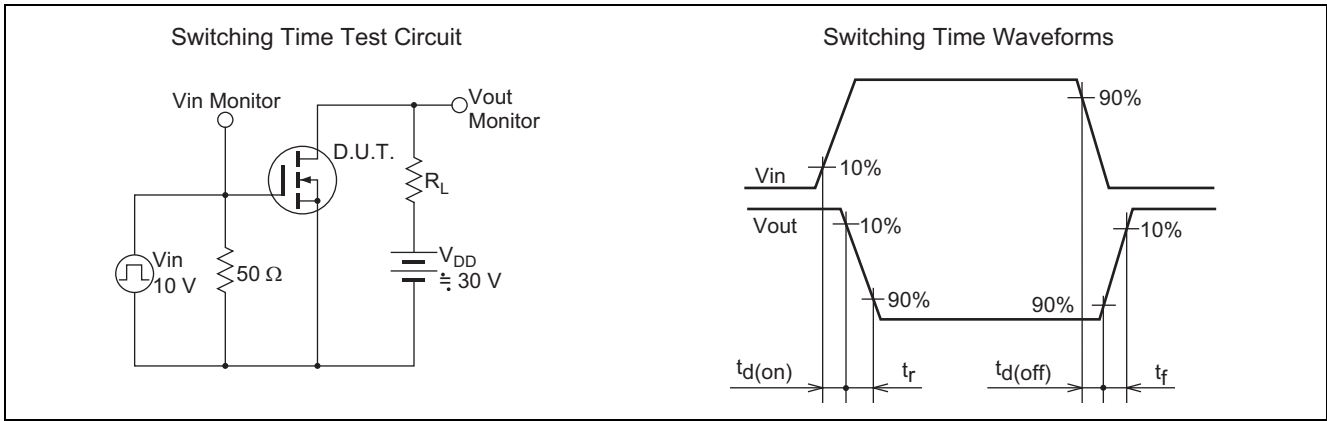 Switching Time Test Circuit
Vin Monitor
Vout
Monitor
D.U.T.
RL
Vin
10 V
50 Ω
VDD
≒ 30 V
Switching Time Waveforms
Vin
10%
90%
Vout
10%
90%
90%
10%
td(on)
tr
td(off)
tf